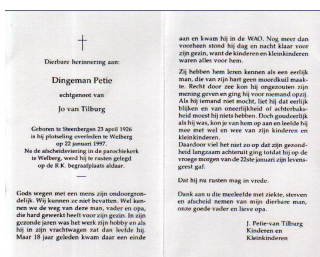 Dierbare herinnering aan:
Dingeman Petie
echtgenoot van
Jo van Tilburg
Geboren te Steenbergen 23 april 1926
is hij plotseling overleden te Welberg
op 22 januari 1997.
Na de afscheidsviering in de parochiekerk
te Welberg, werd hij te rusten gelegd
op de R.K. begraafplaats aldaar.
Gods wegen met een mens zijn ondoorgron-
delijk. Wij kunnen ze niet bevatten. Wel ken-
nen we de weg van deze man, vader en opa,
die hard gewerkt heeft voor zijn gezin. In zijn
gezonde jaren was het werk zijn hobby en als
hij in zijn vrachtwagen zat dan leefde hij.
Maar 18 jaar geleden kwam daar een einde
aan en kwam hij in de WAO. Nog meer dan
voorheen stond hij dag en nacht klaar voor
zijn gezin, want de kinderen en kleinkinderen
waren alles voor hem.
Zij hebben hem leren kennen als een eerlijk
man, die van zijn hart geen moordkuil maak-
te. Recht door zee kon hij ongezouten zijn
mening geven en ging hij voor niemand opzij.
Als hij iemand niet mocht, liet hij dat eerlijk
blijken en van oneerlijkheid of achterbaks-
heid moest hij niets hebben. Doch goudeerlijk
als hij was, kon je van hem op aan en leefde hij
mee met wel en wee van zijn kinderen en
kleinkinderen.
Daardoor viel het niet zo op dat zijn gezond-
heid langzaam achteruit ging totdat hij op de
vroege morgen van de 22ste januari zijn levens-
geest gaf.
Dat hij nu rusten mag in vrede.
Dank aan u die meeleefde met ziekte, sterven
en afscheid nemen van mijn dierbare man,
onze goede vader en lieve opa.
J. Petie-van Tilburg
Kinderen en
Kleinkinderen